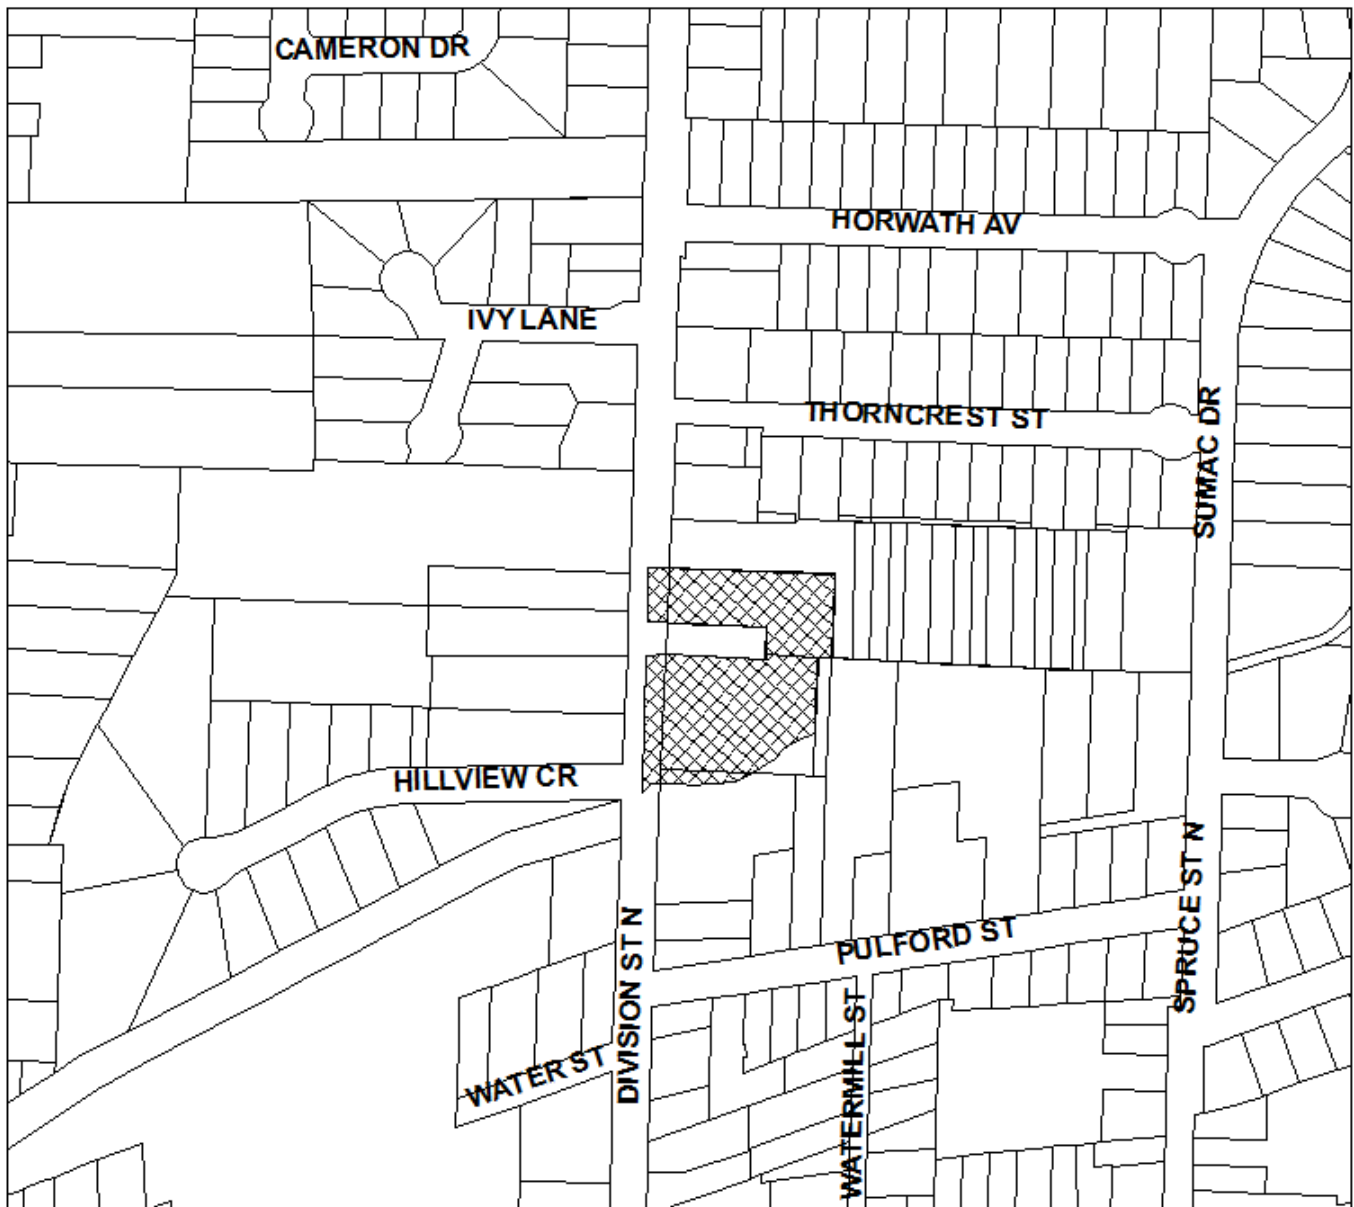 CAMERON DR
HORWATH AV
IVY LANE
THORNCREST ST
SUMAC DR
HILLVIEW CR
DIVISION ST N
PULFORD ST
SPRUCE ST N
WATER ST
WATERMILL ST